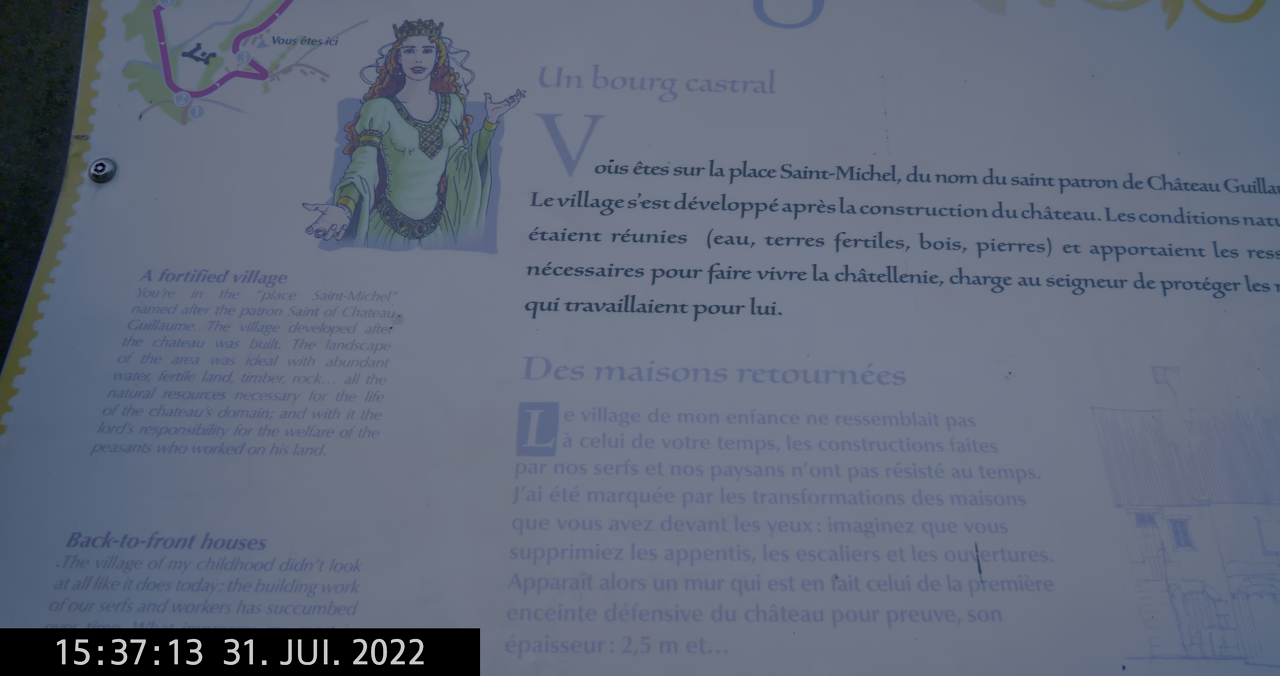 Vous êtes ici
Un bourg castral
Vous êtes sur la place Saint-Michel, du nom du saint patron de Château
Le village s'est développé après la construction du château. Les conditions
étaient réunies (eau, terres fertiles, bois, pierres) et apportaient les
nécessaires pour faire vivre la châtellenie, charge au seigneur de protéger les
qui travaillaient pour lui.
A fortified village
You're in the "place Saint-Michel"
named after the patron Saint of Chateau
Guillaume. The village developed after
the chateau was built. The landscape
of the area was ideal with abundant
water, fertile land, timber, rock... all the
natural resources necessary for the life
of the chateau's domain; and with it the
lord's responsibility for the welfare of the
peasants who worked on his land.
Des maisons retournées
Le village de mon enfance ne ressemblait pas
à celui de votre temps, les constructions faites
par nos serfs et nos paysans n'ont pas résisté au temps.
J'ai été marquée par les transformations des maisons
que vous avez devant les yeux : imaginez que vous
supprimiez les appentis, les escaliers et les ouvertures.
Apparaît alors un mur qui est en fait celui de la première
enceinte défensive du château pour preuve, son
épaisseur : 2,5 m et...
Back-to-front houses
The village of my childhood didn't look
at all like it does today; the building work
of our serfs and workers has succumbed
15:37:13 31. JUI. 2022